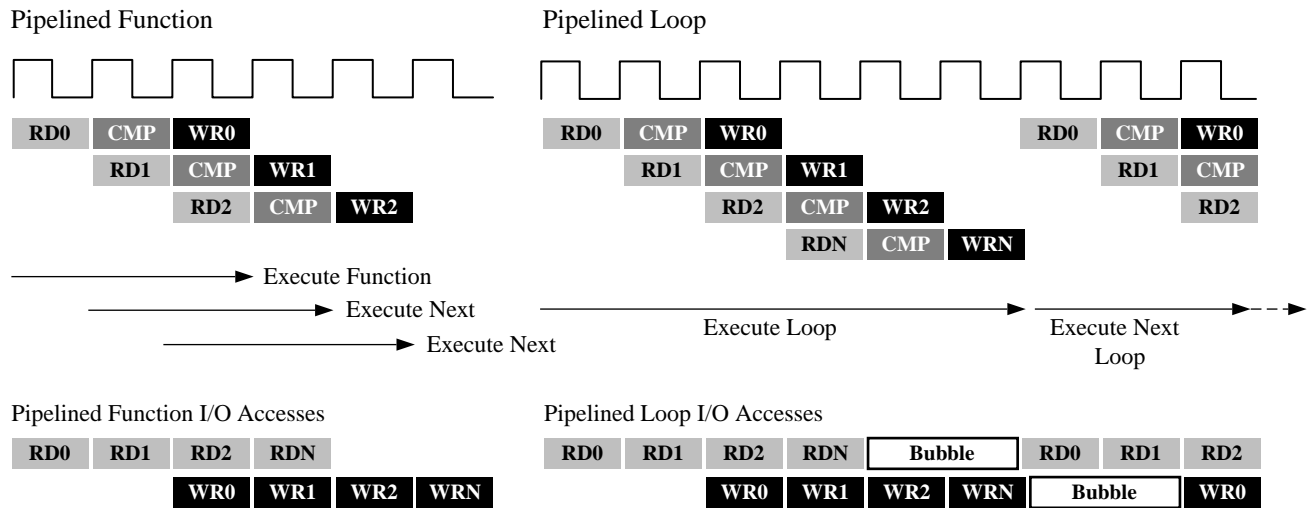 Pipelined Function
Pipelined Loop
RD0 CMP WR0
RD1 CMP WR1
RD2 CMP WR2
Execute Function
Execute Next
Execute Next
RD0 CMP WR0 RD0 CMP WR0
RD1 CMP WR1 RD1 CMP
RD2 CMP WR2 RD2
RDN CMP WRN
Execute Loop
Execute Next
Loop
Pipelined Function I/O Accesses
RD0 RD1 RD2 RDN
WR0 WR1 WR2 WRN
Pipelined Loop I/O Accesses
RD0 RD1 RD2 RDN Bubble RD0 RD1 RD2
WR0 WR1 WR2 WRN Bubble WR0